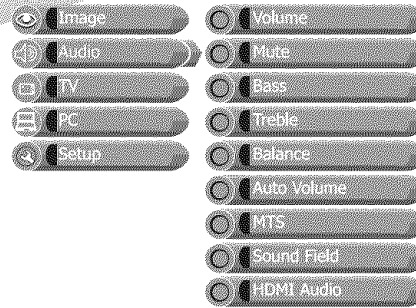 Image
Audio
TV
PC
Setup
Volume
Mute
Bass
Treble
Balance
Auto Volume
MTS
Sound Field
HDMI Audio